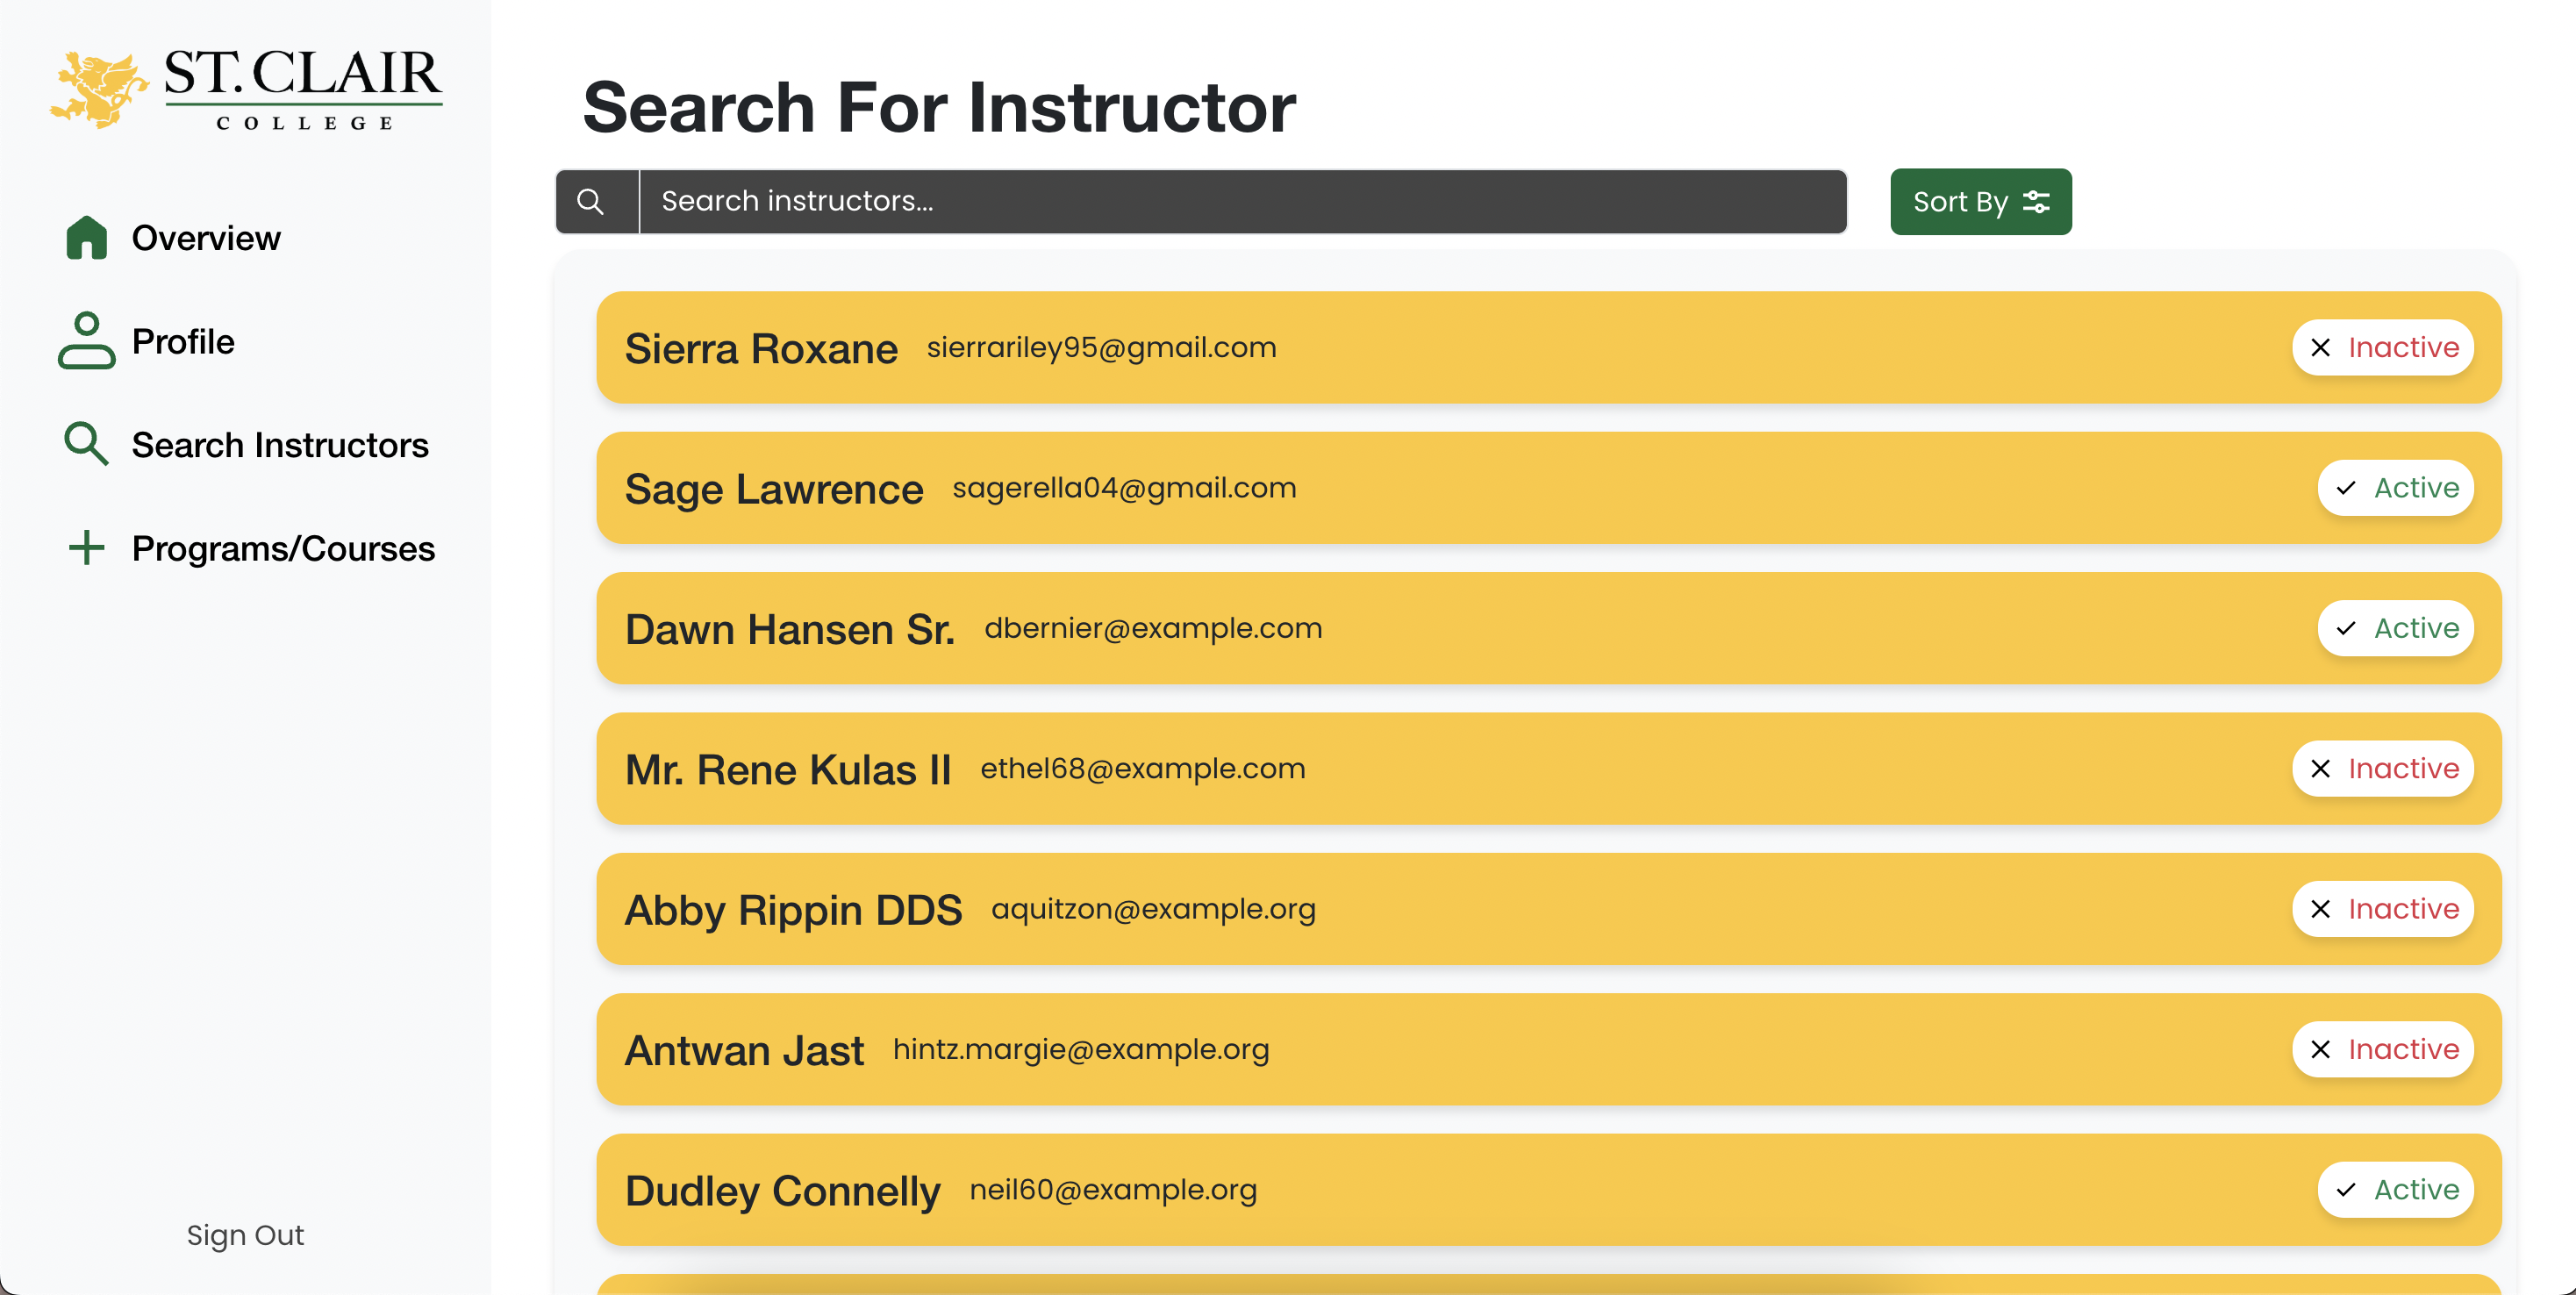 ST. CLAIR
COLLEGE
Overview
Profile
Search Instructors
Programs/Courses
Sign Out
Search For Instructor
Search instructors...
Sort By
Sierra Roxane sierrariley95@gmail.com Inactive
Sage Lawrence sagerella04@gmail.com Active
Dawn Hansen Sr. dbernier@example.com Active
Mr. Rene Kulas II ethel68@example.com Inactive
Abby Rippin DDS aquitzon@example.org Inactive
Antwan Jast hintz.margie@example.org Inactive
Dudley Connelly neil60@example.org Active